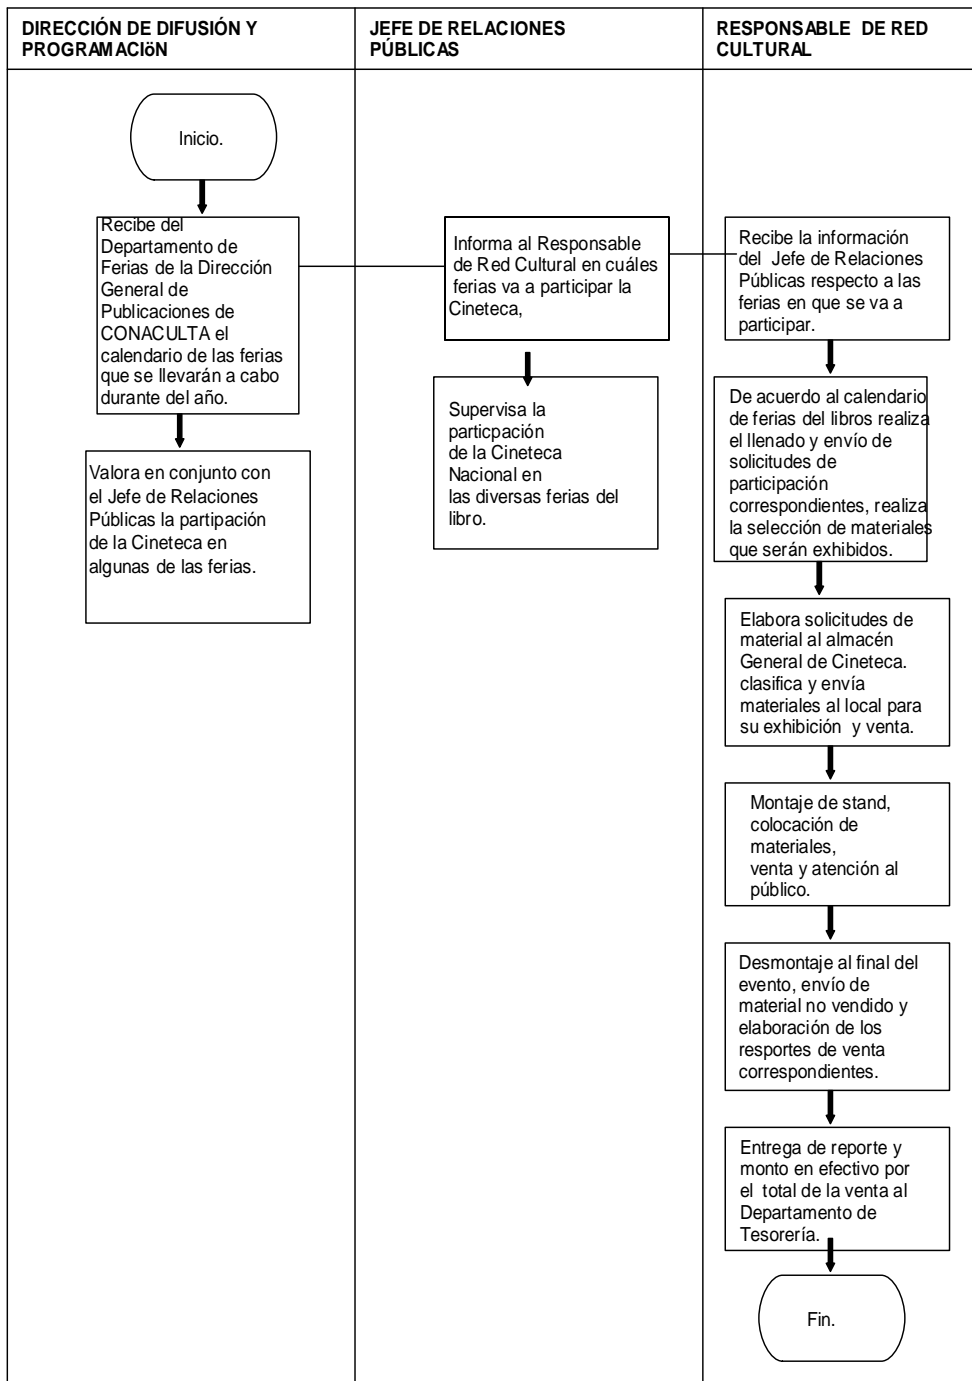 DIRECCIÓN DE DIFUSIÓN Y
PROGRAMACIöN
JEFE DE RELACIONES
PÚBLICAS
RESPONSABLE DE RED
CULTURAL
Inicio.
Recibe del
Departamento de
Ferias de la Dirección
General de
Publicaciones de
CONACULTA el
calendario de las ferias
que se llevarán a cabo
durante del año.
Valora en conjunto con
el Jefe de Relaciones
Públicas la partipación
de la Cineteca en
algunas de las ferias.
Informa al Responsable
de Red Cultural en cuáles
ferias va a participar la
Cineteca,
Supervisa la
particpación
de la Cineteca
Nacional en
las diversas ferias del
libro.
Recibe la información
del Jefe de Relaciones
Públicas respecto a las
ferias en que se va a
participar.
De acuerdo al calendario
de ferias del libros realiza
el llenado y envío de
solicitudes de
participación
correspondientes, realiza
la selección de materiales
que serán exhibidos.
Elabora solicitudes de
material al almacén
General de Cineteca.
clasifica y envía
materiales al local para
su exhibición y venta.
Montaje de stand,
colocación de
materiales,
venta y atención al
público.
Desmontaje al final del
evento, envío de
material no vendido y
elaboración de los
resportes de venta
correspondientes.
Entrega de reporte y
monto en efectivo por
el total de la venta al
Departamento de
Tesorería.
Fin.